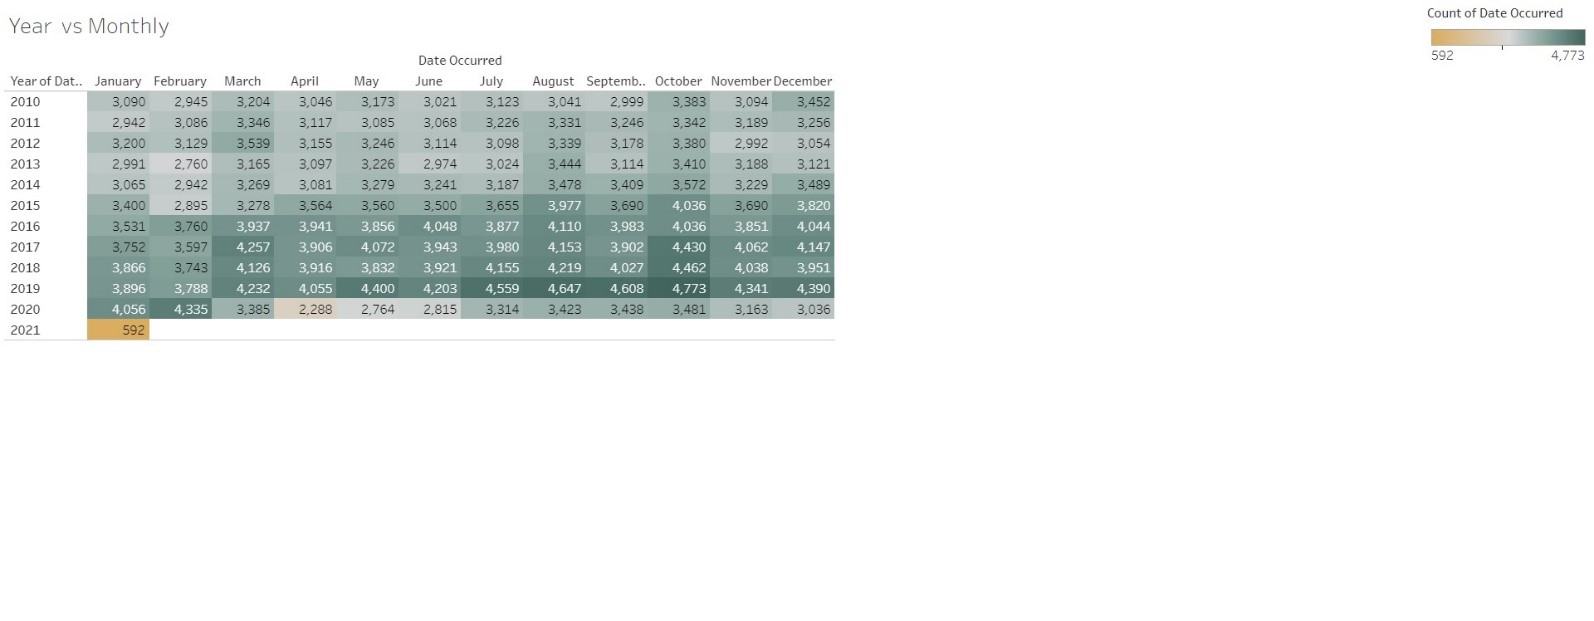 Year vs Monthly
Count of Date Occurred
592 4,773
Date Occurred
Year of Dat.. January February March April May June July August Septemb.. October November December
2010 3,090 2,945 3,204 3,046 3,173 3,021 3,123 3,041 2,999 3,383 3,094 3,452
2011 2,942 3,086 3,346 3,117 3,085 3,068 3,226 3,331 3,246 3,342 3,189 3,256
2012 3,200 3,129 3,539 3,155 3,246 3,114 3,098 3,339 3,178 3,380 2,992 3,054
2013 2,991 2,760 3,165 3,097 3,226 2,974 3,024 3,444 3,114 3,410 3,188 3,121
2014 3,065 2,942 3,269 3,081 3,279 3,241 3,187 3,478 3,409 3,572 3,229 3,489
2015 3,400 2,895 3,278 3,564 3,560 3,500 3,655 3,977 3,690 4,036 3,690 3,820
2016 3,531 3,760 3,937 3,941 3,856 4,048 3,877 4,110 3,983 4,036 3,851 4,044
2017 3,752 3,597 4,257 3,906 4,072 3,943 3,980 4,153 3,902 4,430 4,062 4,147
2018 3,866 3,743 4,126 3,916 3,832 3,921 4,155 4,219 4,027 4,462 4,038 3,951
2019 3,896 3,788 4,232 4,055 4,400 4,203 4,559 4,647 4,608 4,773 4,341 4,390
2020 4,056 4,335 3,385 2,288 2,764 2,815 3,314 3,423 3,438 3,481 3,163 3,036
2021 592